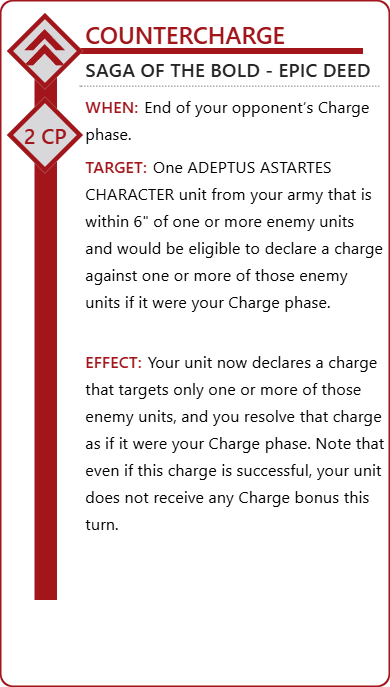 COUNTERCHARGE
SAGA OF THE BOLD - EPIC DEED
2 CP
WHEN: End of your opponent’s Charge
phase.
TARGET: One ADEPTUS ASTARTES
CHARACTER unit from your army that is
within 6" of one or more enemy units
and would be eligible to declare a charge
against one or more of those enemy
units if it were your Charge phase.
EFFECT: Your unit now declares a charge
that targets only one or more of those
enemy units, and you resolve that charge
as if it were your Charge phase. Note that
even if this charge is successful, your unit
does not receive any Charge bonus this
turn.